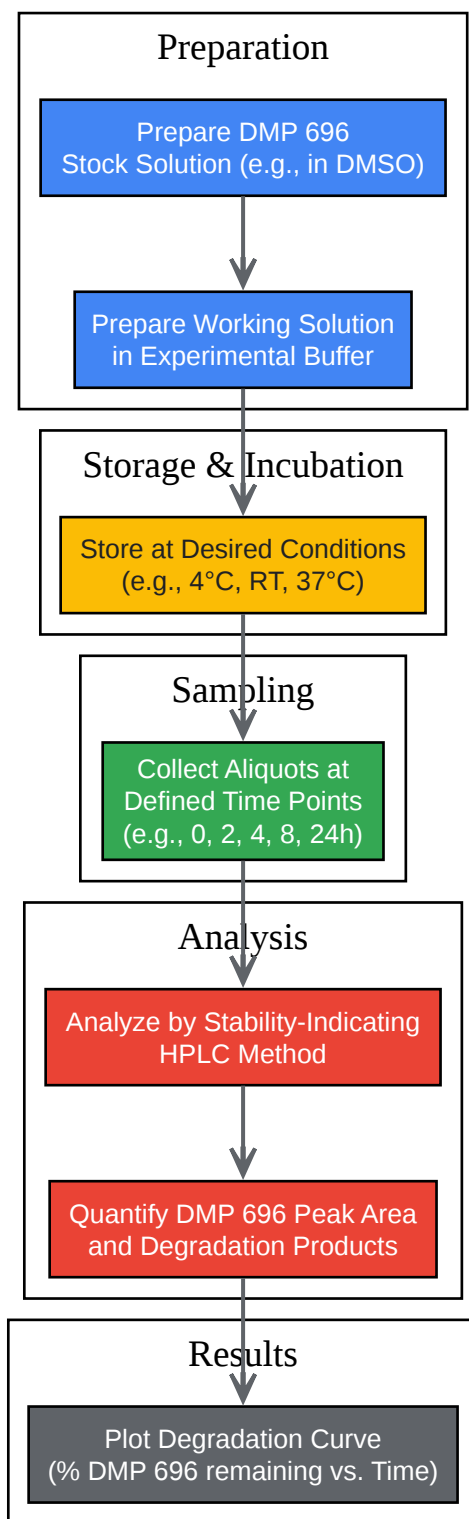 Preparation
Prepare DMP 696
Stock Solution (e.g., in DMSO)
Prepare Working Solution
in Experimental Buffer
Storage & Incubation
Store at Desired Conditions
(e.g., 4°C, RT, 37°C)
Sampling
Collect Aliquots at
Defined Time Points
(e.g., 0, 2, 4, 8, 24h)
Analysis
Analyze by Stability-Indicating
HPLC Method
Quantify DMP 696 Peak Area
and Degradation Products
Results
Plot Degradation Curve
(% DMP 696 remaining vs. Time)